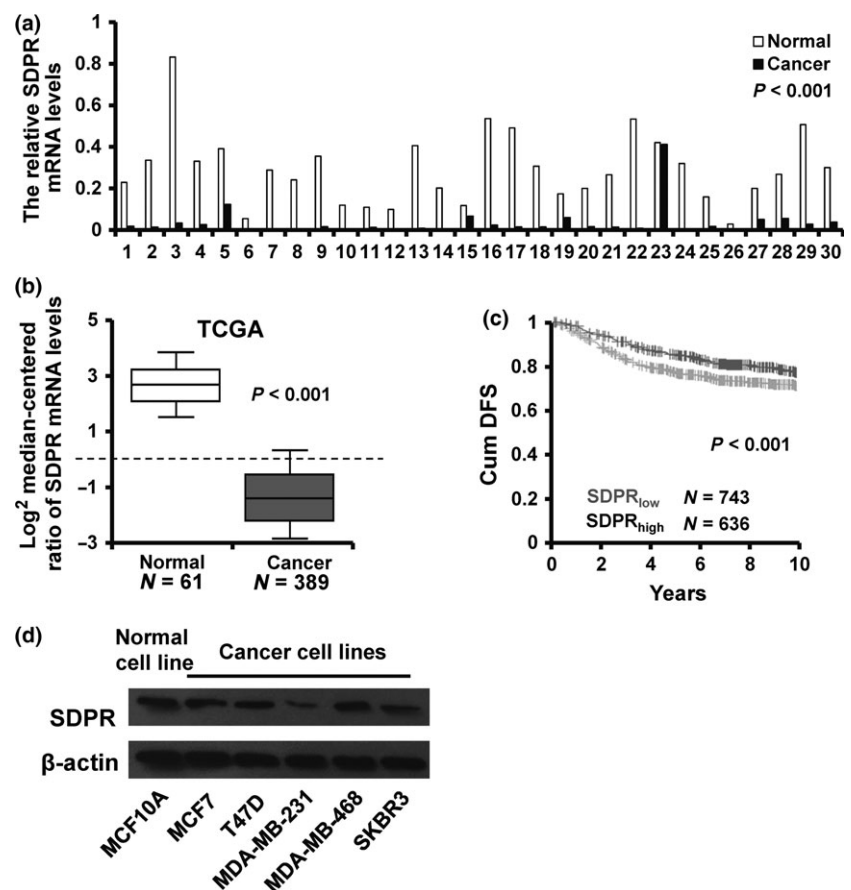 (a)
The relative SDPR
mRNA levels
1
0.8
0.6
0.4
0.2
0
Normal
Cancer
P < 0.001
1 2 3 4 5 6 7 8 9 10 11 12 13 14 15 16 17 18 19 20 21 22 23 24 25 26 27 28 29 30
(b)
Log² median-centered
ratio of SDPR mRNA levels
TCGA
5
3
1
−1
−3
P < 0.001
Normal Cancer
N = 61 N = 389
(c)
Cum DFS
1
0.8
0.6
0.4
0.2
0
P < 0.001
SDPRlow N = 743
SDPRhigh N = 636
0 2 4 6 8 10
Years
(d)
Normal
cell line
Cancer cell lines
SDPR
β-actin
MCF10A
MCF7
T47D
MDA-MB-231
MDA-MB-468
SKBR3